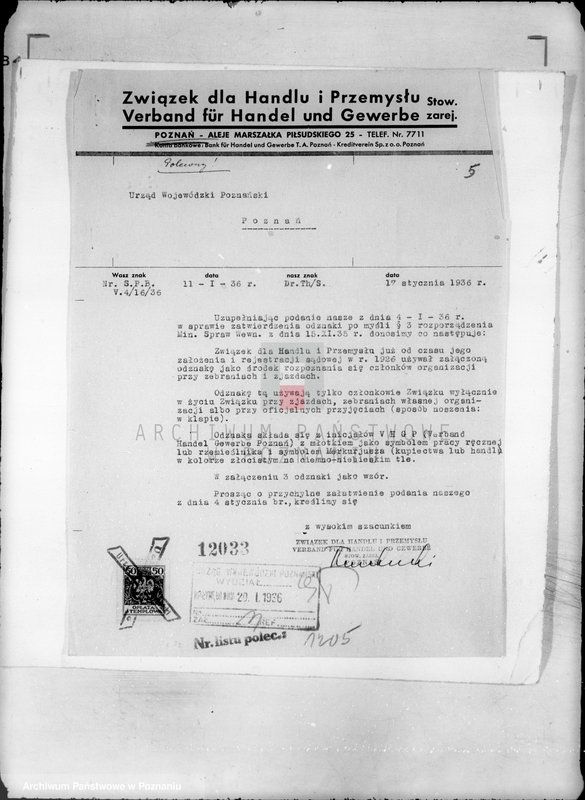 Związek dla Handlu i Przemysłu Stow.
Verband für Handel und Gewerbe zarej.
POZNAŃ - ALEJE MARSZAŁKA PIŁSUDSKIEGO 25 - TELEF. Nr. 7711
Konta bankowe: Bank für Handel und Gewerbe T. A. Poznań - Kreditverein Sp. z o. o. Poznań
Polecony!
5
Urząd Wojewódzki Poznański
Poznań
Wasz znak data nasz znak data
Nr. S.P.B. 11 - I - 36 r. Dr.Th/S. 17 stycznia 1936 r.
V.4/16/36
Uzupełniając podanie nasze z dnia 4 - I - 36 r.
w sprawie zatwierdzenia odznaki po myśli § 3 rozporządzenia
Min. Spraw Wewn. z dnia 15.XI.35 r. donosimy co następuje:
Związek dla Handlu i Przemysłu już od czasu jego
założenia i rejestracji sądowej w r. 1926 używał załączoną
odznakę jako środek rozpoznania się członków organizacji
przy zebraniach i zjazdach.
Odznakę tą używają tylko członkowie Związku wyłącznie
w życiu Związku przy zjazdach, zebraniach własnej organi-
zacji albo przy oficjalnych przyjęciach (sposób noszenia:
w klapie).
Odznaka składa się z inicjałów V H G P (Verband
Handel Gewerbe Poznań) z młotkiem jako symbolem pracy ręcznej
lub rzemieślnika i symbolem Merkurjusza (kupiectwa lub handlu
w kolorze złocistym na ciemno-niebieskim tle.
W załączeniu 3 odznaki jako wzór.
Prosząc o przychylne załatwienie podania naszego
z dnia 4 stycznia br., kreślimy się
z wysokim szacunkiem
ZWIĄZEK DLA HANDLU I PRZEMYSŁU
VERBAND FÜR HANDEL UND GEWERBE
STOW. ZAREJ.
12033
50 50
OPŁATA
STEMPLOWA
URZĄD WOJEWÓDZKI POZNAŃSKI
WYDZIAŁ
20. I. 1936
Nr. listu polec.: 1205
ARCHIWUM PAŃSTWOWE
Archiwum Państwowe w Poznaniu